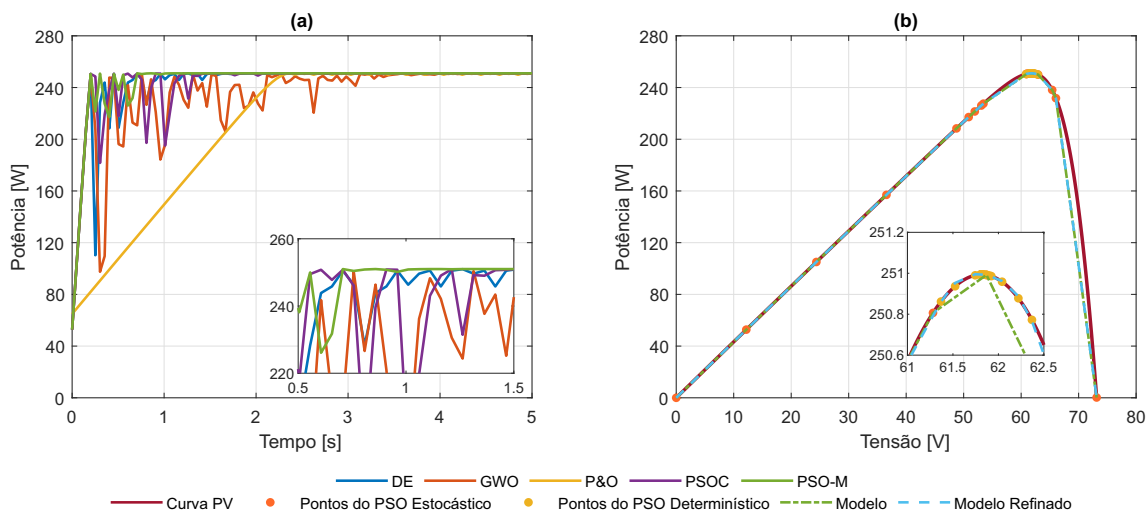 (a)
280
240
200
160
120
80
40
0
Potência [W]
0 1 2 3 4 5
Tempo [s]
260
240
220
0.5 1 1.5
(b)
280
240
200
160
120
80
40
0
Potência [W]
0 10 20 30 40 50 60 70 80
Tensão [V]
251.2
251
250.8
250.6
61 61.5 62 62.5
DE GWO P&O PSOC PSO-M
Curva PV Pontos do PSO Estocástico Pontos do PSO Determinístico Modelo Modelo Refinado